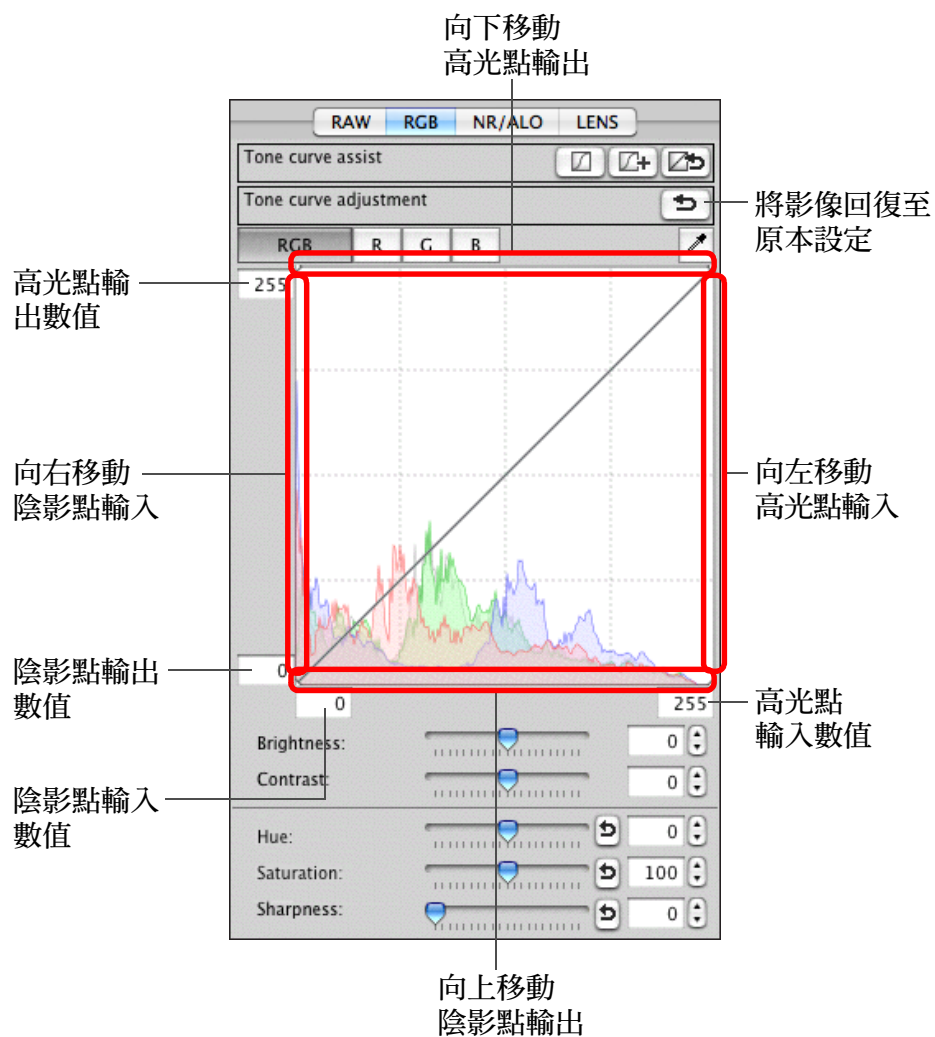 向下移動
高光點輸出
RAW RGB NR/ALO LENS
Tone curve assist
Tone curve adjustment
將影像回復至
原本設定
RGB R G B
高光點輸
出數值
255
向右移動
陰影點輸入
向左移動
高光點輸入
陰影點輸出
數值
0
0
255
高光點
輸入數值
Brightness: 0
Contrast: 0
陰影點輸入
數值
Hue: 0
Saturation: 100
Sharpness: 0
向上移動
陰影點輸出